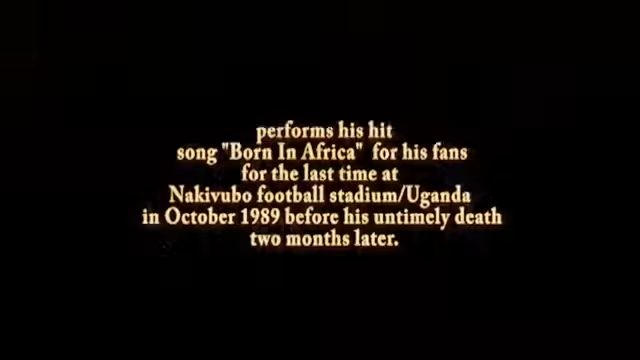 performs his hit
song "Born In Africa" for his fans
for the last time at
Nakivubo football stadium/Uganda
in October 1989 before his untimely death
two months later.